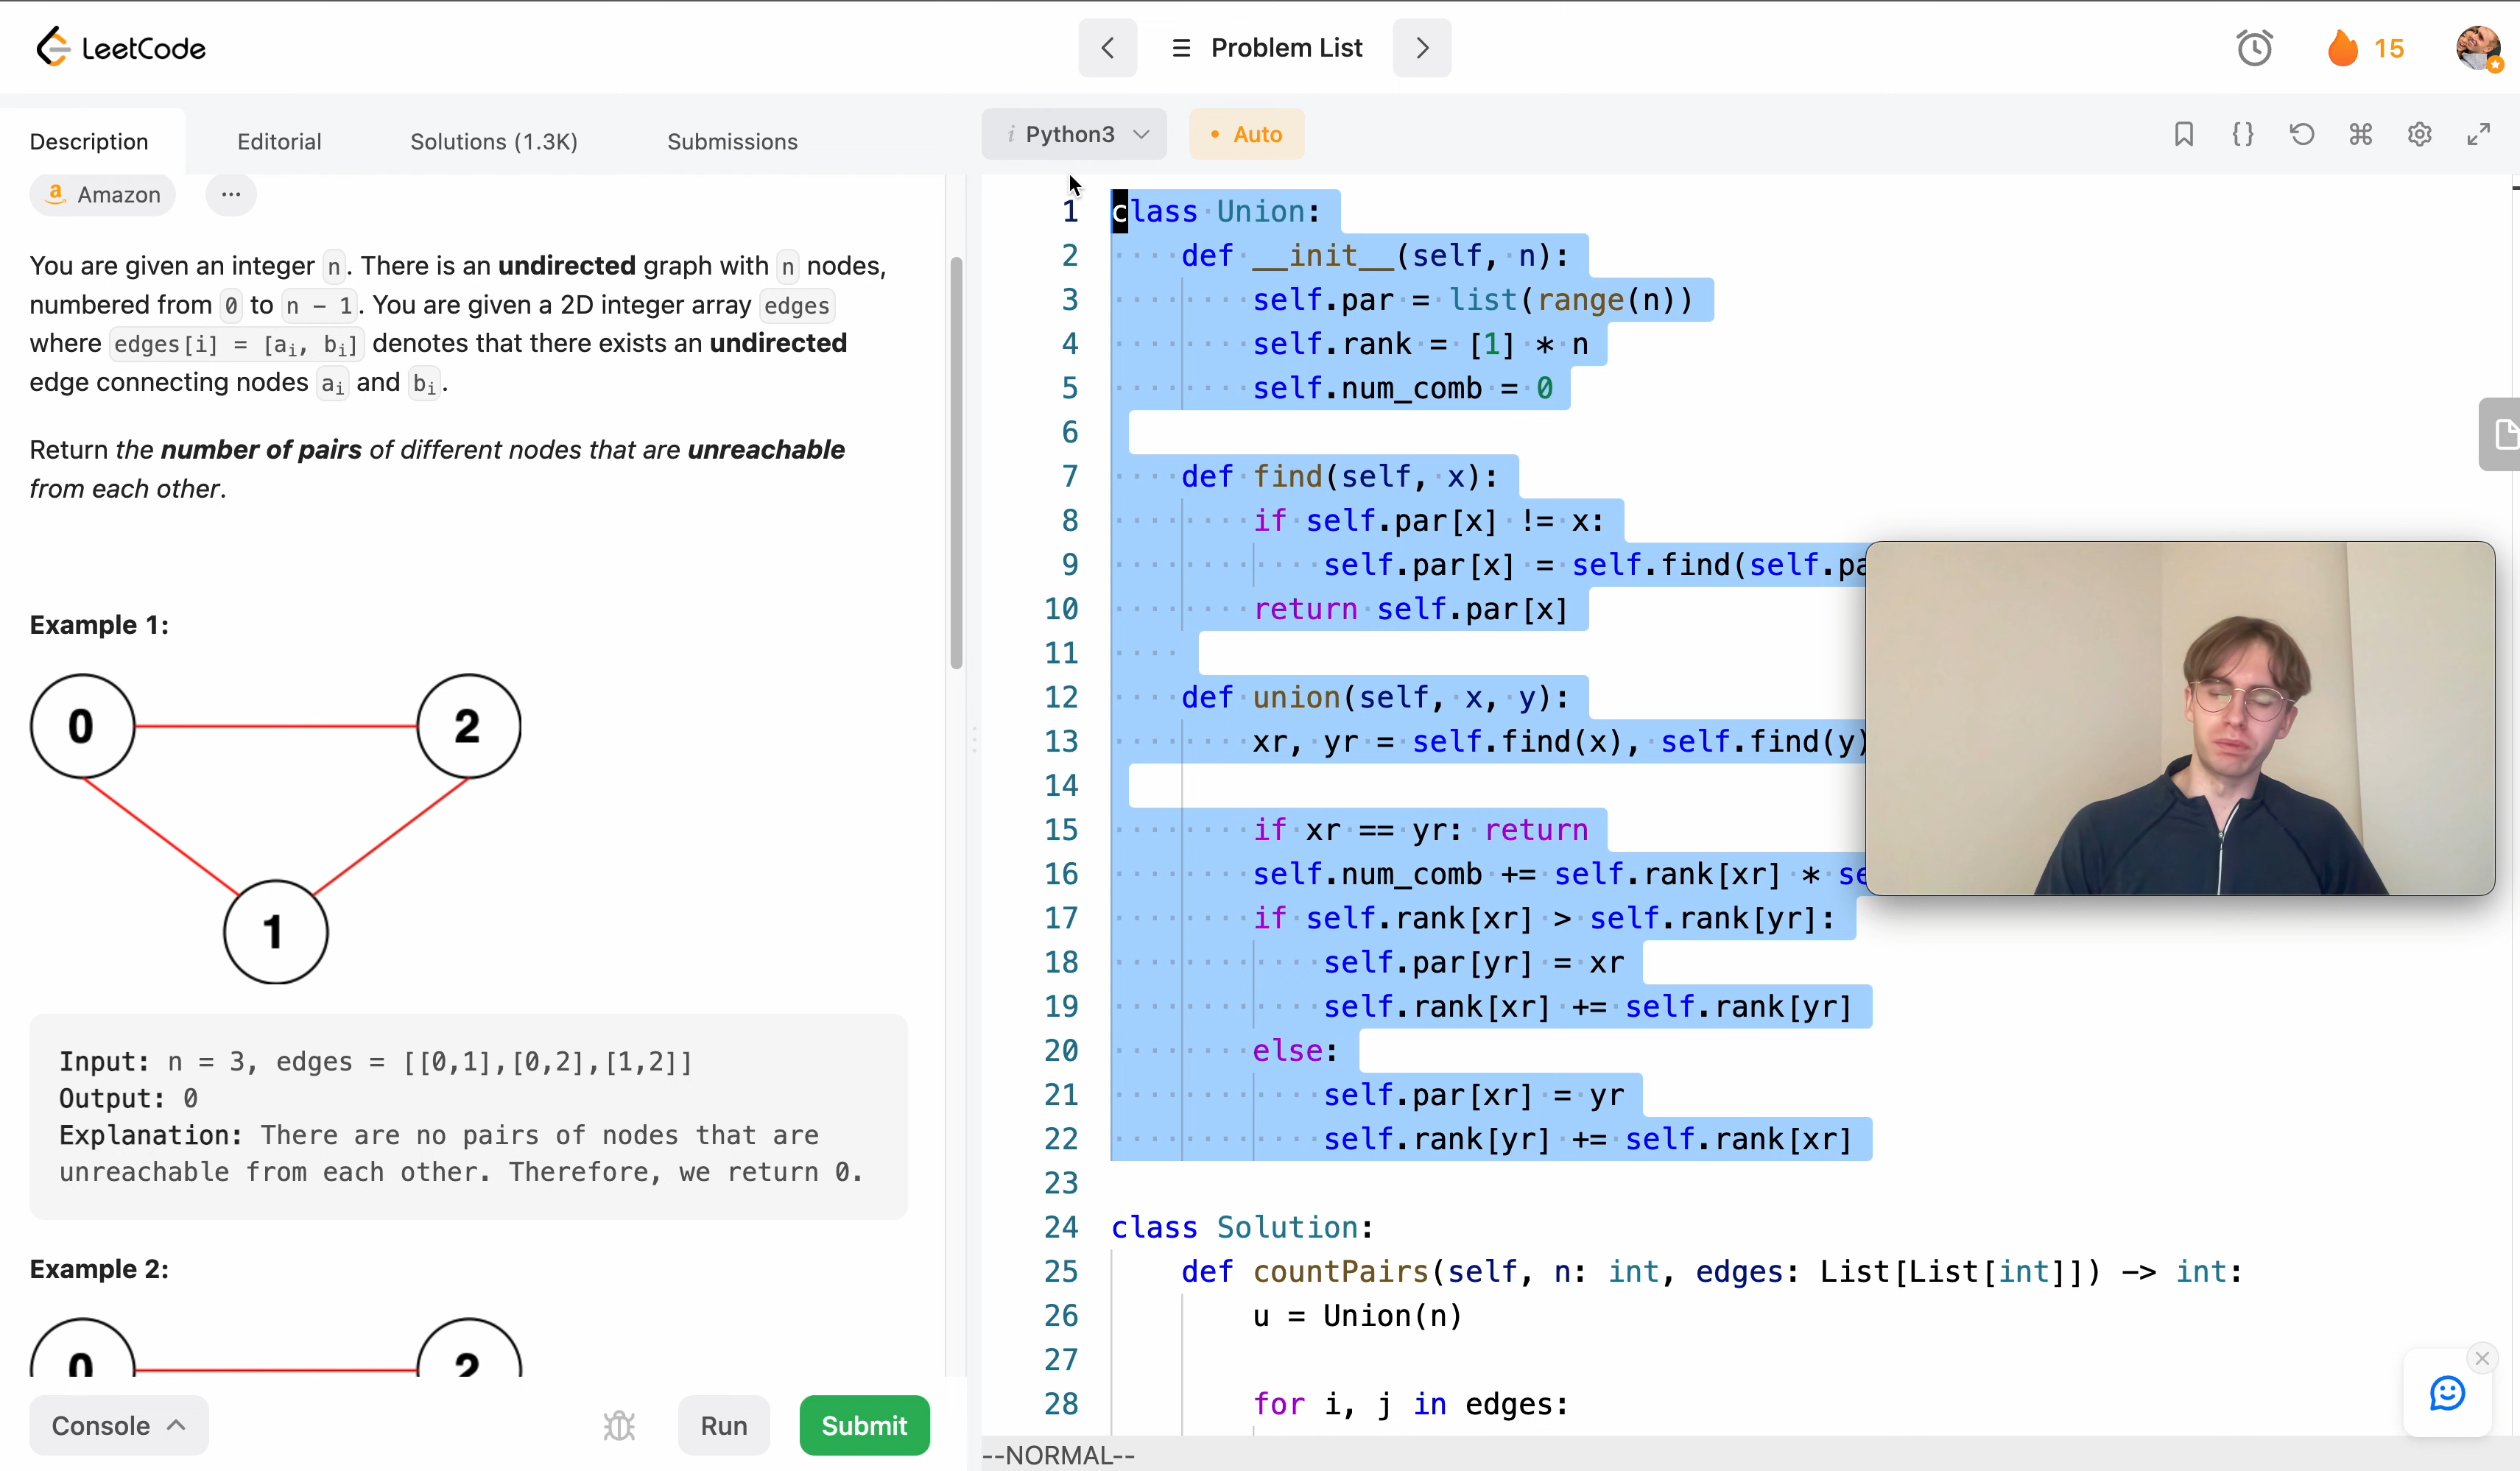 LeetCode
Problem List
15
Description Editorial Solutions (1.3K) Submissions
Amazon
You are given an integer n. There is an undirected graph with n nodes,
numbered from 0 to n - 1. You are given a 2D integer array edges
where edges[i] = [ai, bi] denotes that there exists an undirected
edge connecting nodes ai and bi.
Return the number of pairs of different nodes that are unreachable
from each other.
Example 1:
0
2
1
Input: n = 3, edges = [[0,1],[0,2],[1,2]]
Output: 0
Explanation: There are no pairs of nodes that are
unreachable from each other. Therefore, we return 0.
Example 2:
0 2
Console Run Submit
Python3 Auto
1 class Union:
2 def __init__(self, n):
3 self.par = list(range(n))
4 self.rank = [1] * n
5 self.num_comb = 0
6
7 def find(self, x):
8 if self.par[x] != x:
9 self.par[x] = self.find(self.pa
10 return self.par[x]
11
12 def union(self, x, y):
13 xr, yr = self.find(x), self.find(y)
14
15 if xr == yr: return
16 self.num_comb += self.rank[xr] * se
17 if self.rank[xr] > self.rank[yr]:
18 self.par[yr] = xr
19 self.rank[xr] += self.rank[yr]
20 else:
21 self.par[xr] = yr
22 self.rank[yr] += self.rank[xr]
23
24 class Solution:
25 def countPairs(self, n: int, edges: List[List[int]]) -> int:
26 u = Union(n)
27
28 for i, j in edges:
--NORMAL--